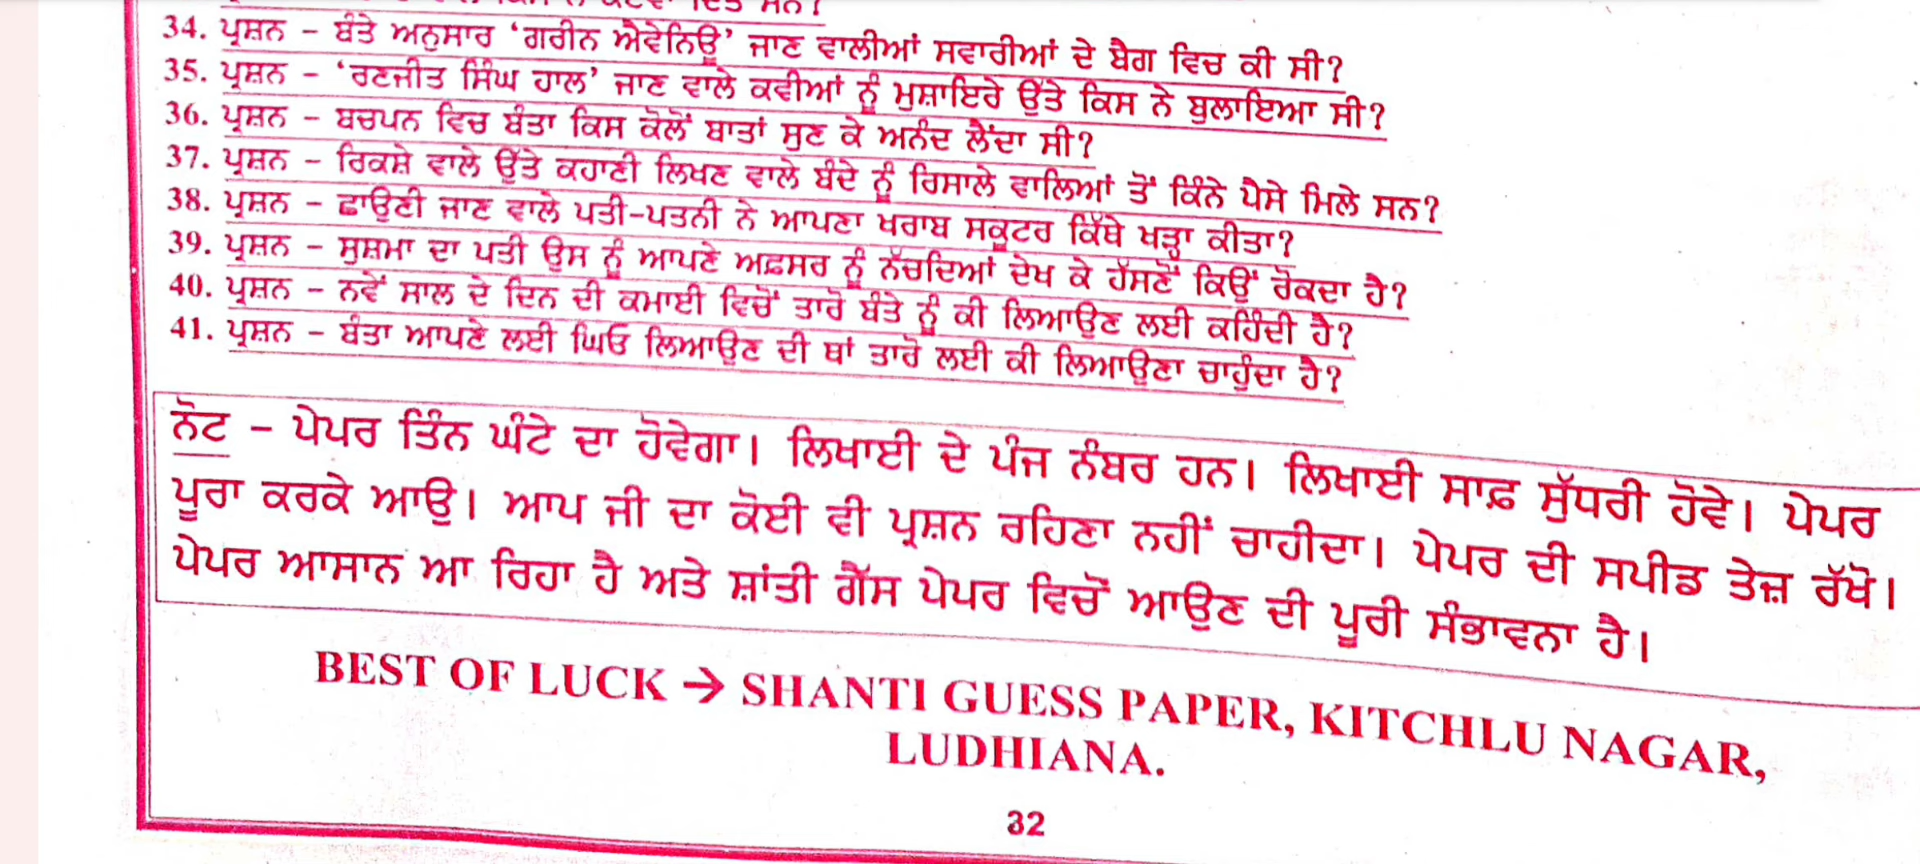 34. ਪ੍ਰਸ਼ਨ – ਬੰਤੇ ਅਨੁਸਾਰ ‘ਗਰੀਨ ਐਵੇਨਿਊ’ ਜਾਣ ਵਾਲੀਆਂ ਸਵਾਰੀਆਂ ਦੇ ਬੈਗ ਵਿਚ ਕੀ ਸੀ?
35. ਪ੍ਰਸ਼ਨ – ‘ਰਣਜੀਤ ਸਿੰਘ ਹਾਲ’ ਜਾਣ ਵਾਲੇ ਕਵੀਆਂ ਨੂੰ ਮੁਸ਼ਾਇਰੇ ਉੱਤੇ ਕਿਸ ਨੇ ਬੁਲਾਇਆ ਸੀ?
36. ਪ੍ਰਸ਼ਨ – ਬਚਪਨ ਵਿਚ ਬੰਤਾ ਕਿਸ ਕੋਲੋਂ ਬਾਤਾਂ ਸੁਣ ਕੇ ਅਨੰਦ ਲੈਂਦਾ ਸੀ?
37. ਪ੍ਰਸ਼ਨ – ਰਿਕਸ਼ੇ ਵਾਲੇ ਉੱਤੇ ਕਹਾਣੀ ਲਿਖਣ ਵਾਲੇ ਬੰਦੇ ਨੂੰ ਰਿਸਾਲੇ ਵਾਲਿਆਂ ਤੋਂ ਕਿੰਨੇ ਪੈਸੇ ਮਿਲੇ ਸਨ?
38. ਪ੍ਰਸ਼ਨ – ਛਾਉਣੀ ਜਾਣ ਵਾਲੇ ਪਤੀ-ਪਤਨੀ ਨੇ ਆਪਣਾ ਖਰਾਬ ਸਕੂਟਰ ਕਿੱਥੇ ਖੜ੍ਹਾ ਕੀਤਾ?
39. ਪ੍ਰਸ਼ਨ – ਸੁਸ਼ਮਾ ਦਾ ਪਤੀ ਉਸ ਨੂੰ ਆਪਣੇ ਅਫ਼ਸਰ ਨੂੰ ਨੱਚਦਿਆਂ ਦੇਖ ਕੇ ਹੱਸਣੋਂ ਕਿਉਂ ਰੋਕਦਾ ਹੈ?
40. ਪ੍ਰਸ਼ਨ – ਨਵੇਂ ਸਾਲ ਦੇ ਦਿਨ ਦੀ ਕਮਾਈ ਵਿਚੋਂ ਤਾਰੋ ਬੰਤੇ ਨੂੰ ਕੀ ਲਿਆਉਣ ਲਈ ਕਹਿੰਦੀ ਹੈ?
41. ਪ੍ਰਸ਼ਨ – ਬੰਤਾ ਆਪਣੇ ਲਈ ਘਿਓ ਲਿਆਉਣ ਦੀ ਥਾਂ ਤਾਰੋ ਲਈ ਕੀ ਲਿਆਉਣਾ ਚਾਹੁੰਦਾ ਹੈ?
ਨੋਟ – ਪੇਪਰ ਤਿੰਨ ਘੰਟੇ ਦਾ ਹੋਵੇਗਾ। ਲਿਖਾਈ ਦੇ ਪੰਜ ਨੰਬਰ ਹਨ। ਲਿਖਾਈ ਸਾਫ਼ ਸੁੱਧਰੀ ਹੋਵੇ। ਪੇਪਰ
ਪੂਰਾ ਕਰਕੇ ਆਉ। ਆਪ ਜੀ ਦਾ ਕੋਈ ਵੀ ਪ੍ਰਸ਼ਨ ਰਹਿਣਾ ਨਹੀਂ ਚਾਹੀਦਾ। ਪੇਪਰ ਦੀ ਸਪੀਡ ਤੇਜ਼ ਰੱਖੋ।
ਪੇਪਰ ਆਸਾਨ ਆ ਰਿਹਾ ਹੈ ਅਤੇ ਸ਼ਾਂਤੀ ਗੈੱਸ ਪੇਪਰ ਵਿਚੋਂ ਆਉਣ ਦੀ ਪੂਰੀ ਸੰਭਾਵਨਾ ਹੈ।
BEST OF LUCK → SHANTI GUESS PAPER, KITCHLU NAGAR,
LUDHIANA.
32